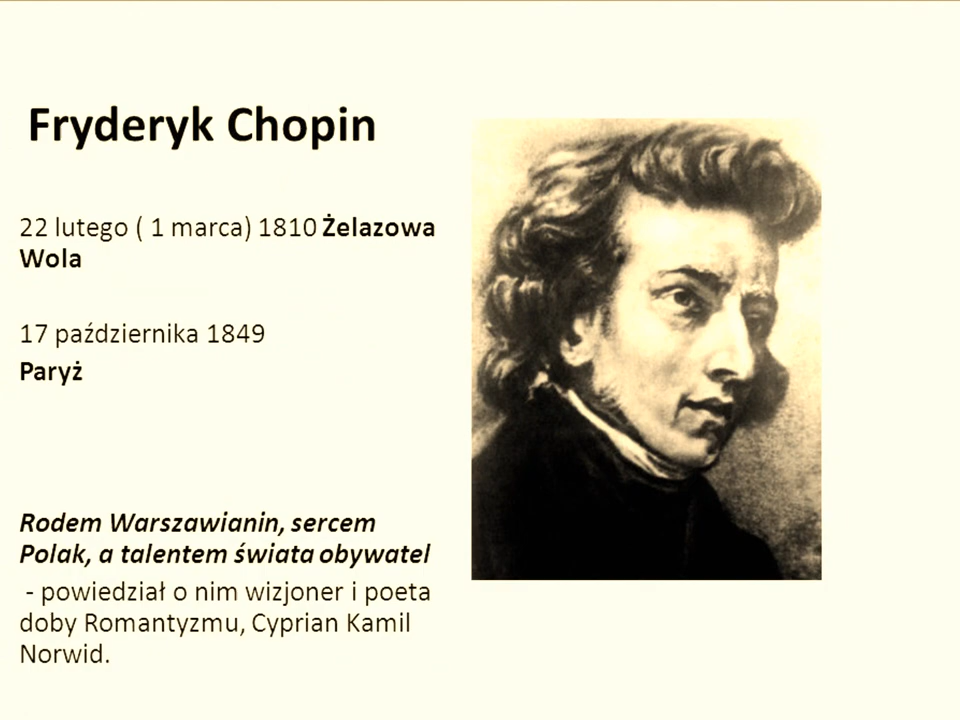 Fryderyk Chopin
22 lutego ( 1 marca) 1810 Żelazowa
Wola
17 października 1849
Paryż
Rodem Warszawianin, sercem
Polak, a talentem świata obywatel
- powiedział o nim wizjoner i poeta
doby Romantyzmu, Cyprian Kamil
Norwid.